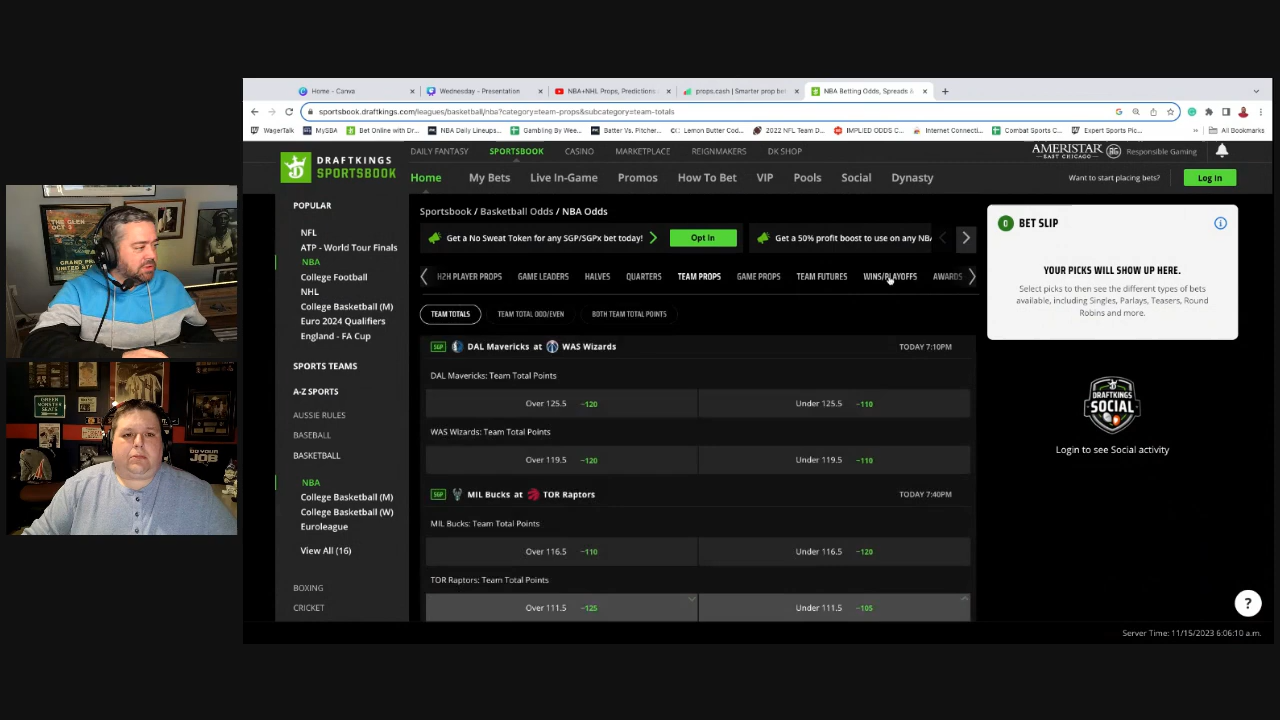 Home - Canva
Wednesday - Presentation
NBA+NHL Props, Predictions
props.cash | Smarter prop bet
NBA Betting Odds, Spreads &
sportsbook.draftkings.com/leagues/basketball/nba?category=team-props&subcategory=team-totals
WagerTalk
MySBA
Bet Online with Dr...
NBA Daily Lineups...
Gambling By Wee...
Batter Vs. Pitcher...
Lemon Butter Cod...
2022 NFL Team D...
IMPLIED ODDS C...
Internet Connecti...
Combat Sports C...
Expert Sports Pic...
All Bookmarks
DRAFTKINGS
SPORTSBOOK
DAILY FANTASY
SPORTSBOOK
CASINO
MARKETPLACE
REIGNMAKERS
DK SHOP
AMERISTAR
EAST CHICAGO
Responsible Gaming
Home
My Bets
Live In-Game
Promos
How To Bet
VIP
Pools
Social
Dynasty
Want to start placing bets?
Log In
POPULAR
NFL
ATP - World Tour Finals
NBA
College Football
NHL
College Basketball (M)
Euro 2024 Qualifiers
England - FA Cup
SPORTS TEAMS
A-Z SPORTS
AUSSIE RULES
BASEBALL
BASKETBALL
NBA
College Basketball (M)
College Basketball (W)
Euroleague
View All (16)
BOXING
CRICKET
Sportsbook / Basketball Odds / NBA Odds
Get a No Sweat Token for any SGP/SGPx bet today!
Opt In
Get a 50% profit boost to use on any NBA
H2H PLAYER PROPS
GAME LEADERS
HALVES
QUARTERS
TEAM PROPS
GAME PROPS
TEAM FUTURES
WINS/PLAYOFFS
AWARDS
TEAM TOTALS
TEAM TOTAL ODD/EVEN
BOTH TEAM TOTAL POINTS
SGP DAL Mavericks at WAS Wizards TODAY 7:10PM
DAL Mavericks: Team Total Points
Over 125.5 −120 Under 125.5 −110
WAS Wizards: Team Total Points
Over 119.5 −120 Under 119.5 −110
SGP MIL Bucks at TOR Raptors TODAY 7:40PM
MIL Bucks: Team Total Points
Over 116.5 −110 Under 116.5 −120
TOR Raptors: Team Total Points
Over 111.5 −125 Under 111.5 −105
0 BET SLIP
YOUR PICKS WILL SHOW UP HERE.
Select picks to then see the different types of bets
available, including Singles, Parlays, Teasers, Round
Robins and more.
DRAFTKINGS
SOCIAL
Login to see Social activity
?
Server Time: 11/15/2023 6:06:10 a.m.
GREEN
MONSTER
SEATS
DO YOUR
JOB